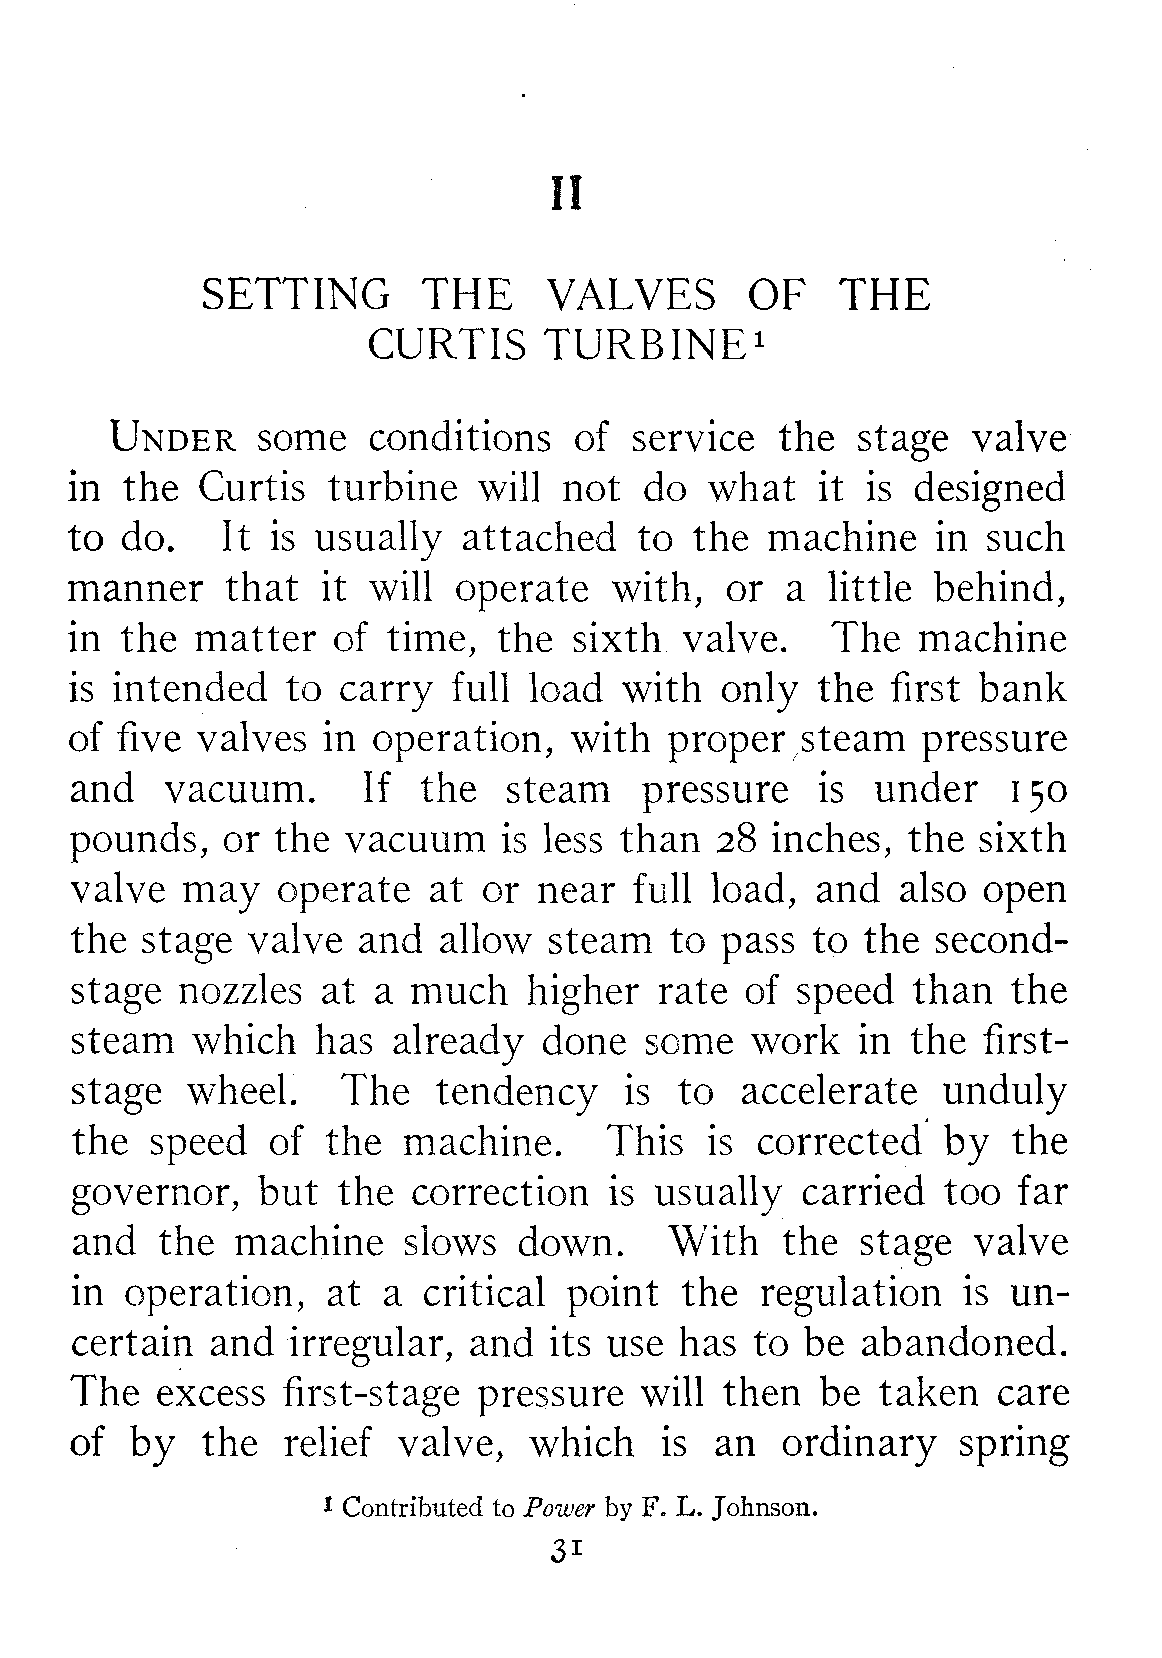 II
SETTING THE VALVES OF THE
CURTIS TURBINE¹
UNDER some conditions of service the stage valve
in the Curtis turbine will not do what it is designed
to do. It is usually attached to the machine in such
manner that it will operate with, or a little behind,
in the matter of time, the sixth valve. The machine
is intended to carry full load with only the first bank
of five valves in operation, with proper steam pressure
and vacuum. If the steam pressure is under 150
pounds, or the vacuum is less than 28 inches, the sixth
valve may operate at or near full load, and also open
the stage valve and allow steam to pass to the second-
stage nozzles at a much higher rate of speed than the
steam which has already done some work in the first-
stage wheel. The tendency is to accelerate unduly
the speed of the machine. This is corrected by the
governor, but the correction is usually carried too far
and the machine slows down. With the stage valve
in operation, at a critical point the regulation is un-
certain and irregular, and its use has to be abandoned.
The excess first-stage pressure will then be taken care
of by the relief valve, which is an ordinary spring
¹ Contributed to Power by F. L. Johnson.
31